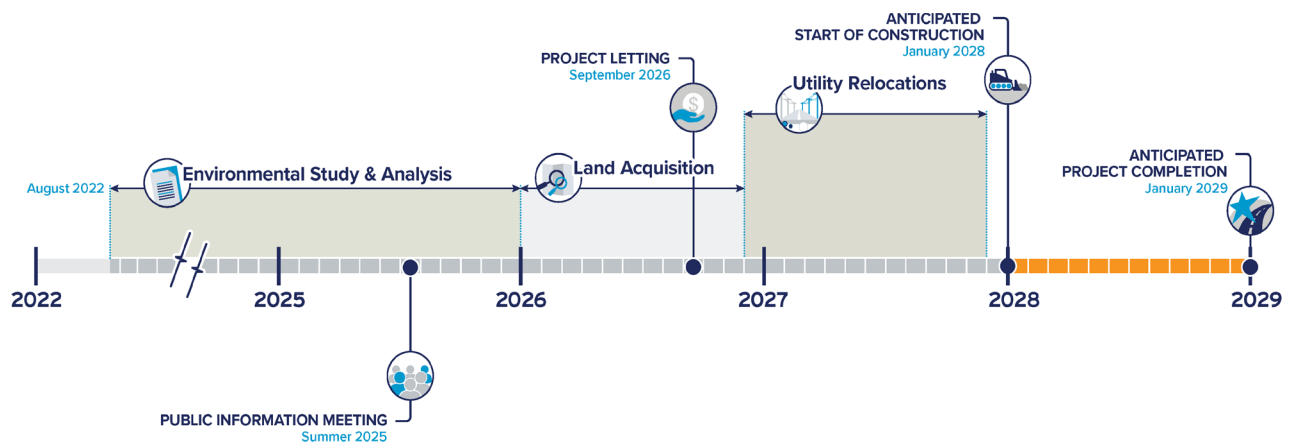 ANTICIPATED
START OF CONSTRUCTION
January 2028
PROJECT LETTING
September 2026
Utility Relocations
$
ANTICIPATED
PROJECT COMPLETION
January 2029
Land Acquisition
Environmental Study & Analysis
August 2022
2022
2025
2026
2027
2028
2029
PUBLIC INFORMATION MEETING
Summer 2025